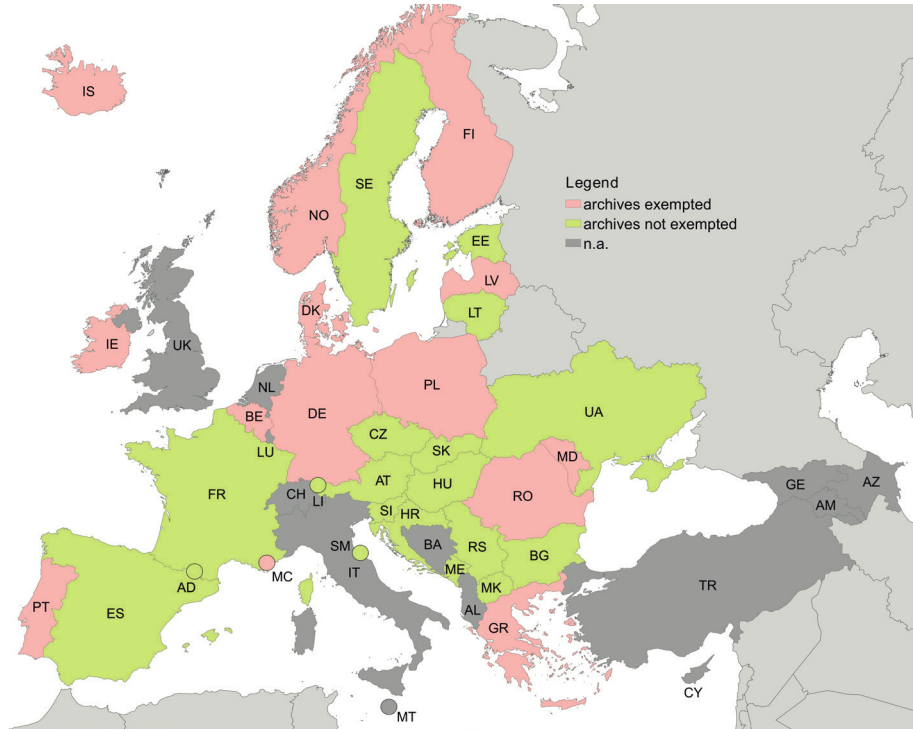 IS
FI
SE
NO
Legend
archives exempted
archives not exempted
n.a.
EE
LV
LT
DK
IE
UK
NL
PL
BE
DE
UA
CZ
LU
SK
MD
AT
HU
FR
CH
LI
RO
GE
AZ
AM
SI
HR
BA
RS
SM
IT
BG
ME
MC
MK
AD
TR
PT
ES
AL
GR
CY
MT